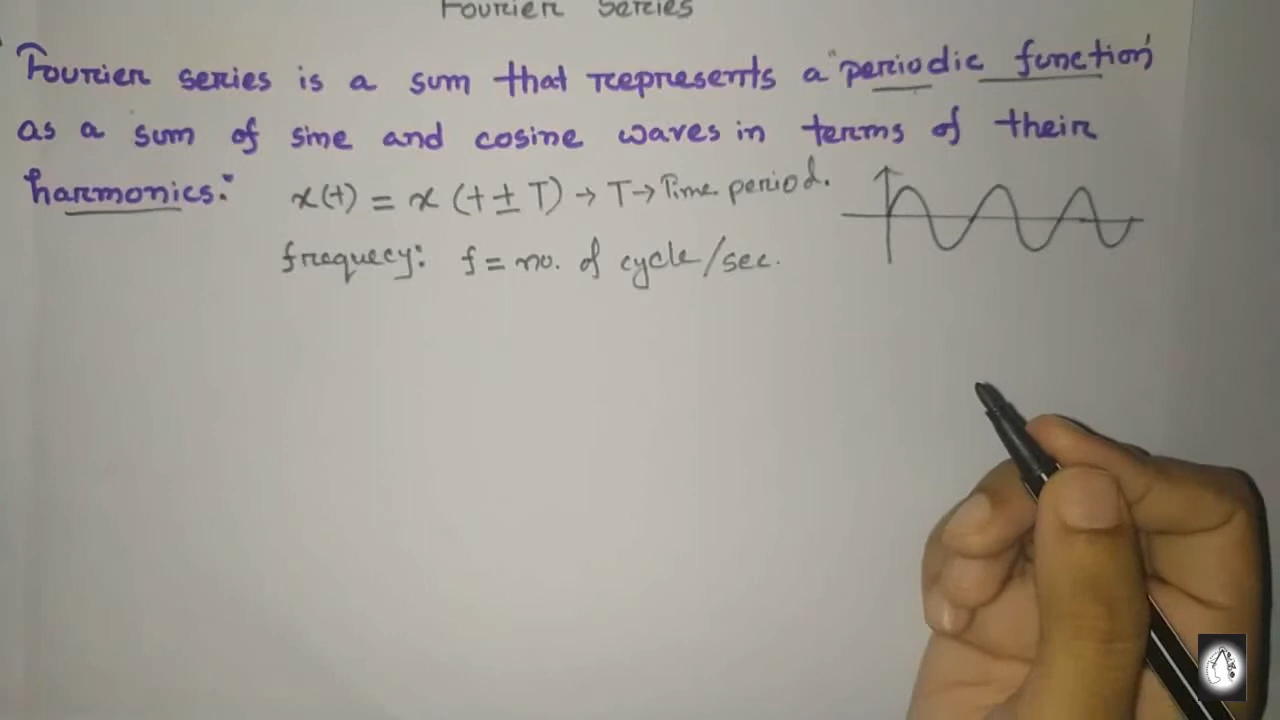 Fourier Series
Fourier series is a sum that represents a "periodic function"
as a sum of sine and cosine waves in terms of their
harmonics."
x(t) = x (t ± T) → T → Time period.
frequecy: f = no. of cycle/sec.